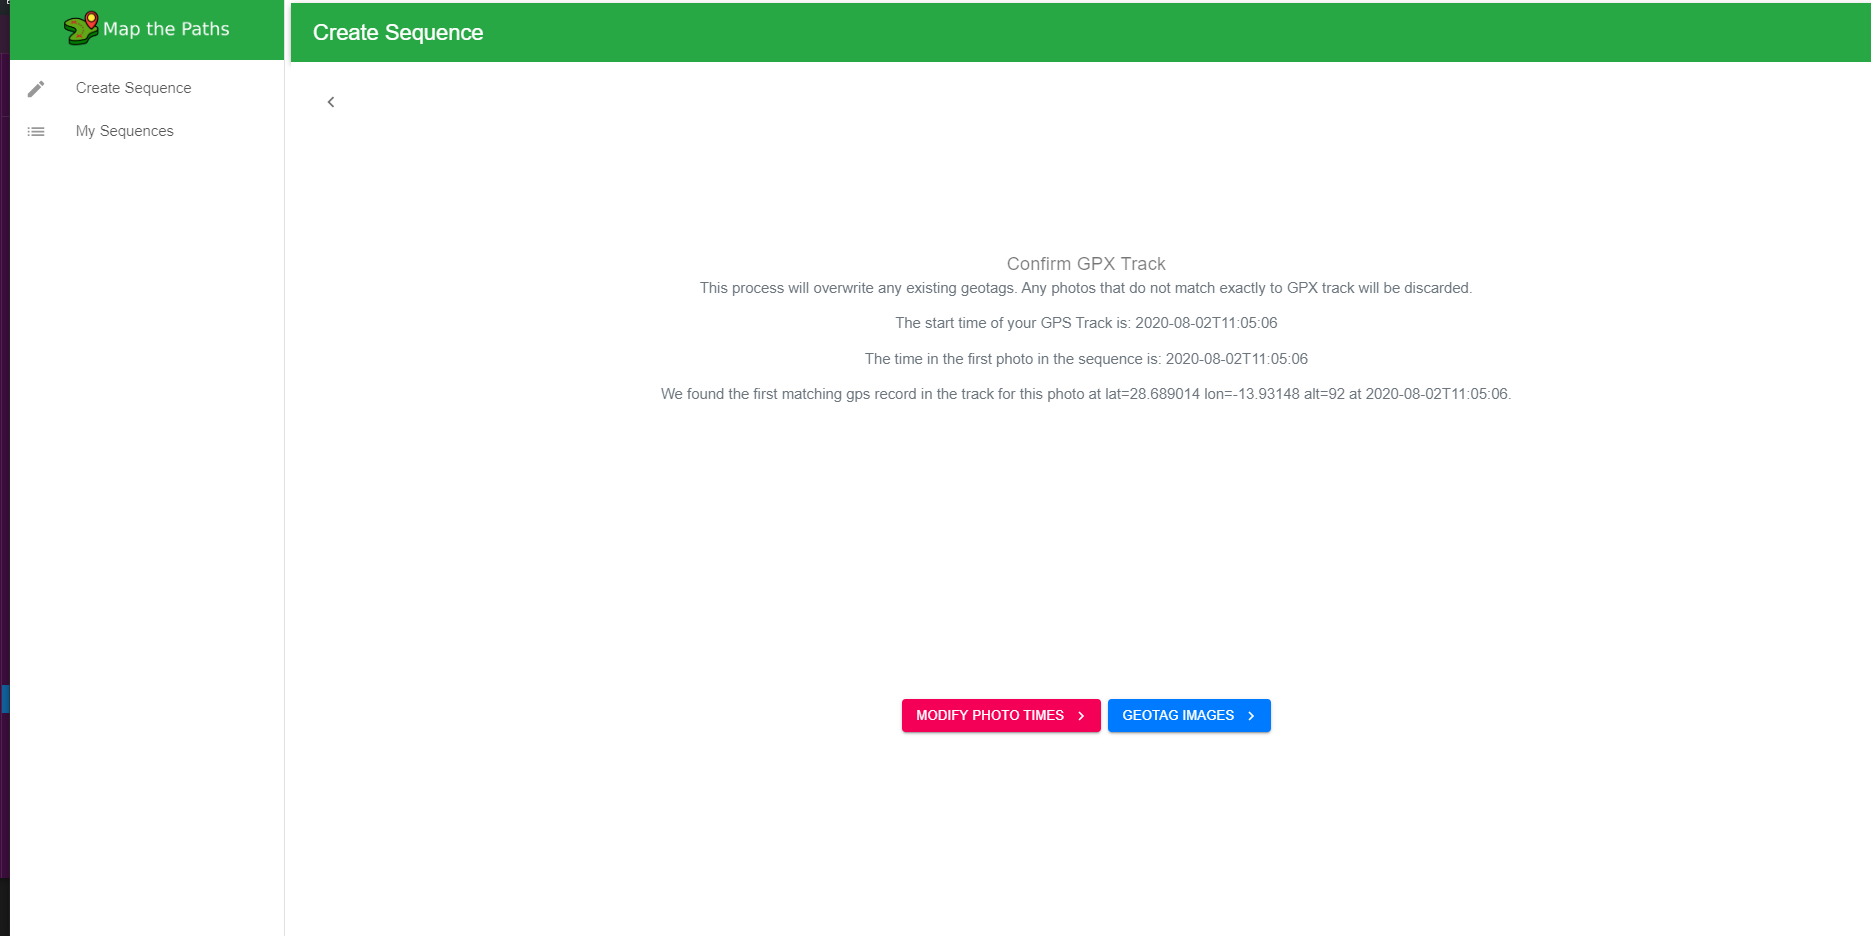 Map the Paths
Create Sequence
Create Sequence
My Sequences
Confirm GPX Track
This process will overwrite any existing geotags. Any photos that do not match exactly to GPX track will be discarded.
The start time of your GPS Track is: 2020-08-02T11:05:06
The time in the first photo in the sequence is: 2020-08-02T11:05:06
We found the first matching gps record in the track for this photo at lat=28.689014 lon=-13.93148 alt=92 at 2020-08-02T11:05:06.
MODIFY PHOTO TIMES
GEOTAG IMAGES